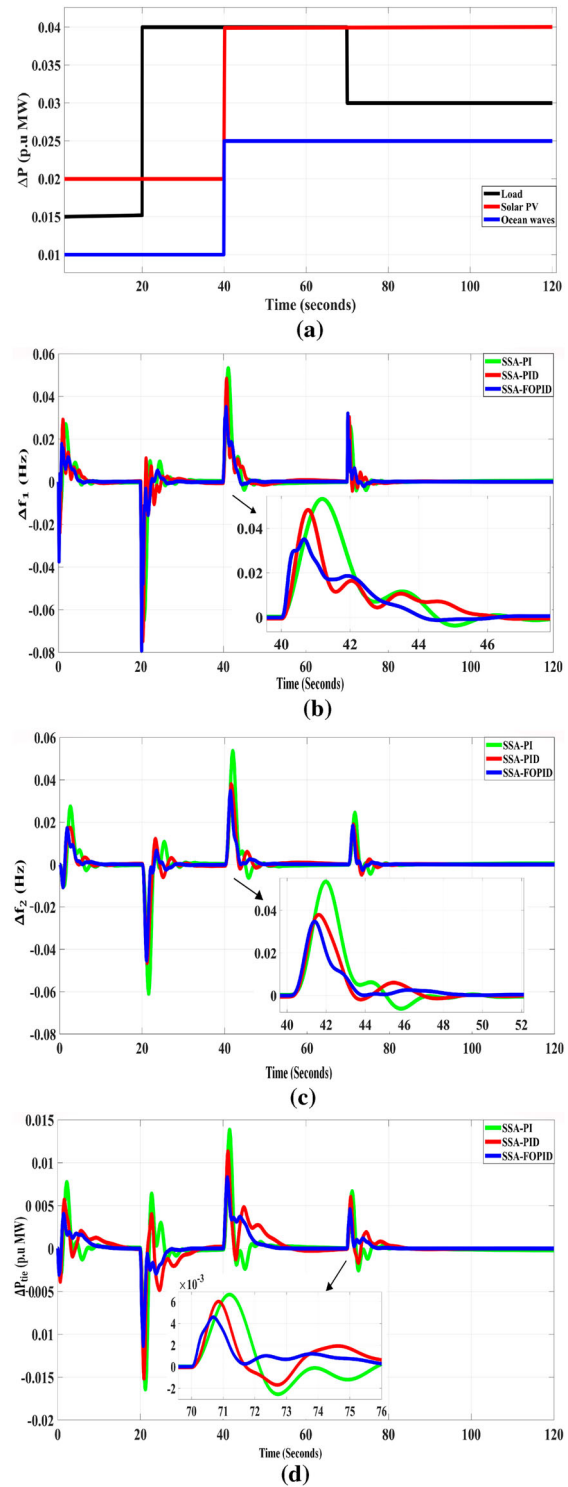 0.04
0.03
0.025
0.02
0.015
0.01
ΔP (p.u MW)
Load
Solar PV
Ocean waves
20 40 60 80 100 120
Time (seconds)
(a)
0.06
0.04
0.02
0
-0.02
-0.04
-0.06
-0.08
Δf1 (Hz)
SSA-PI
SSA-PID
SSA-FOPID
0.04
0.02
0
40 42 44 46
0 20 40 60 80 100 120
Time (Seconds)
(b)
0.06
0.04
0.02
0
-0.02
-0.04
-0.06
-0.08
Δf2 (Hz)
SSA-PI
SSA-PID
SSA-FOPID
0.04
0.02
0
40 42 44 46 48 50 52
0 20 40 60 80 100 120
Time (Seconds)
(c)
0.015
0.01
0 005
0
0.005
0.01
0.015
-0.02
ΔPtie (p.u MW)
SSA-PI
SSA-PID
SSA-FOPID
×10-3
6
4
2
0
-2
70 71 72 73 74 75 76
0 20 40 60 80 100 120
Time (Seconds)
(d)